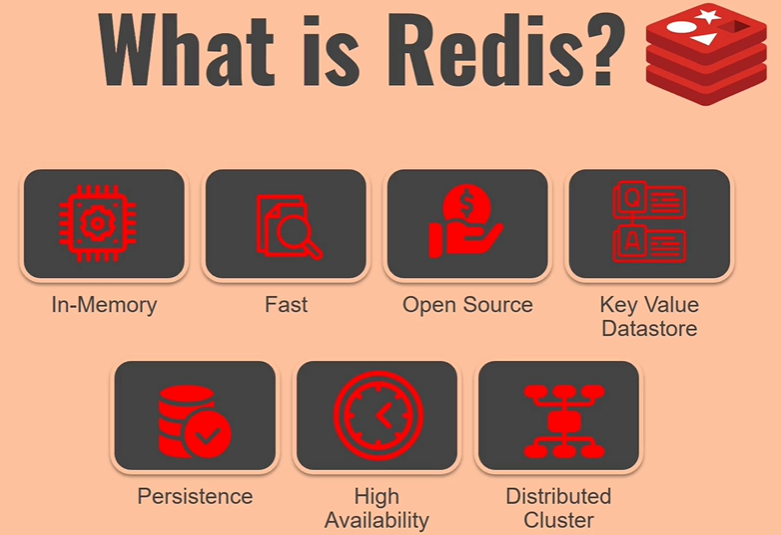 What is Redis?
In-Memory
Fast
Open Source
$
Q
A
Key Value
Datastore
Persistence
High
Availability
Distributed
Cluster